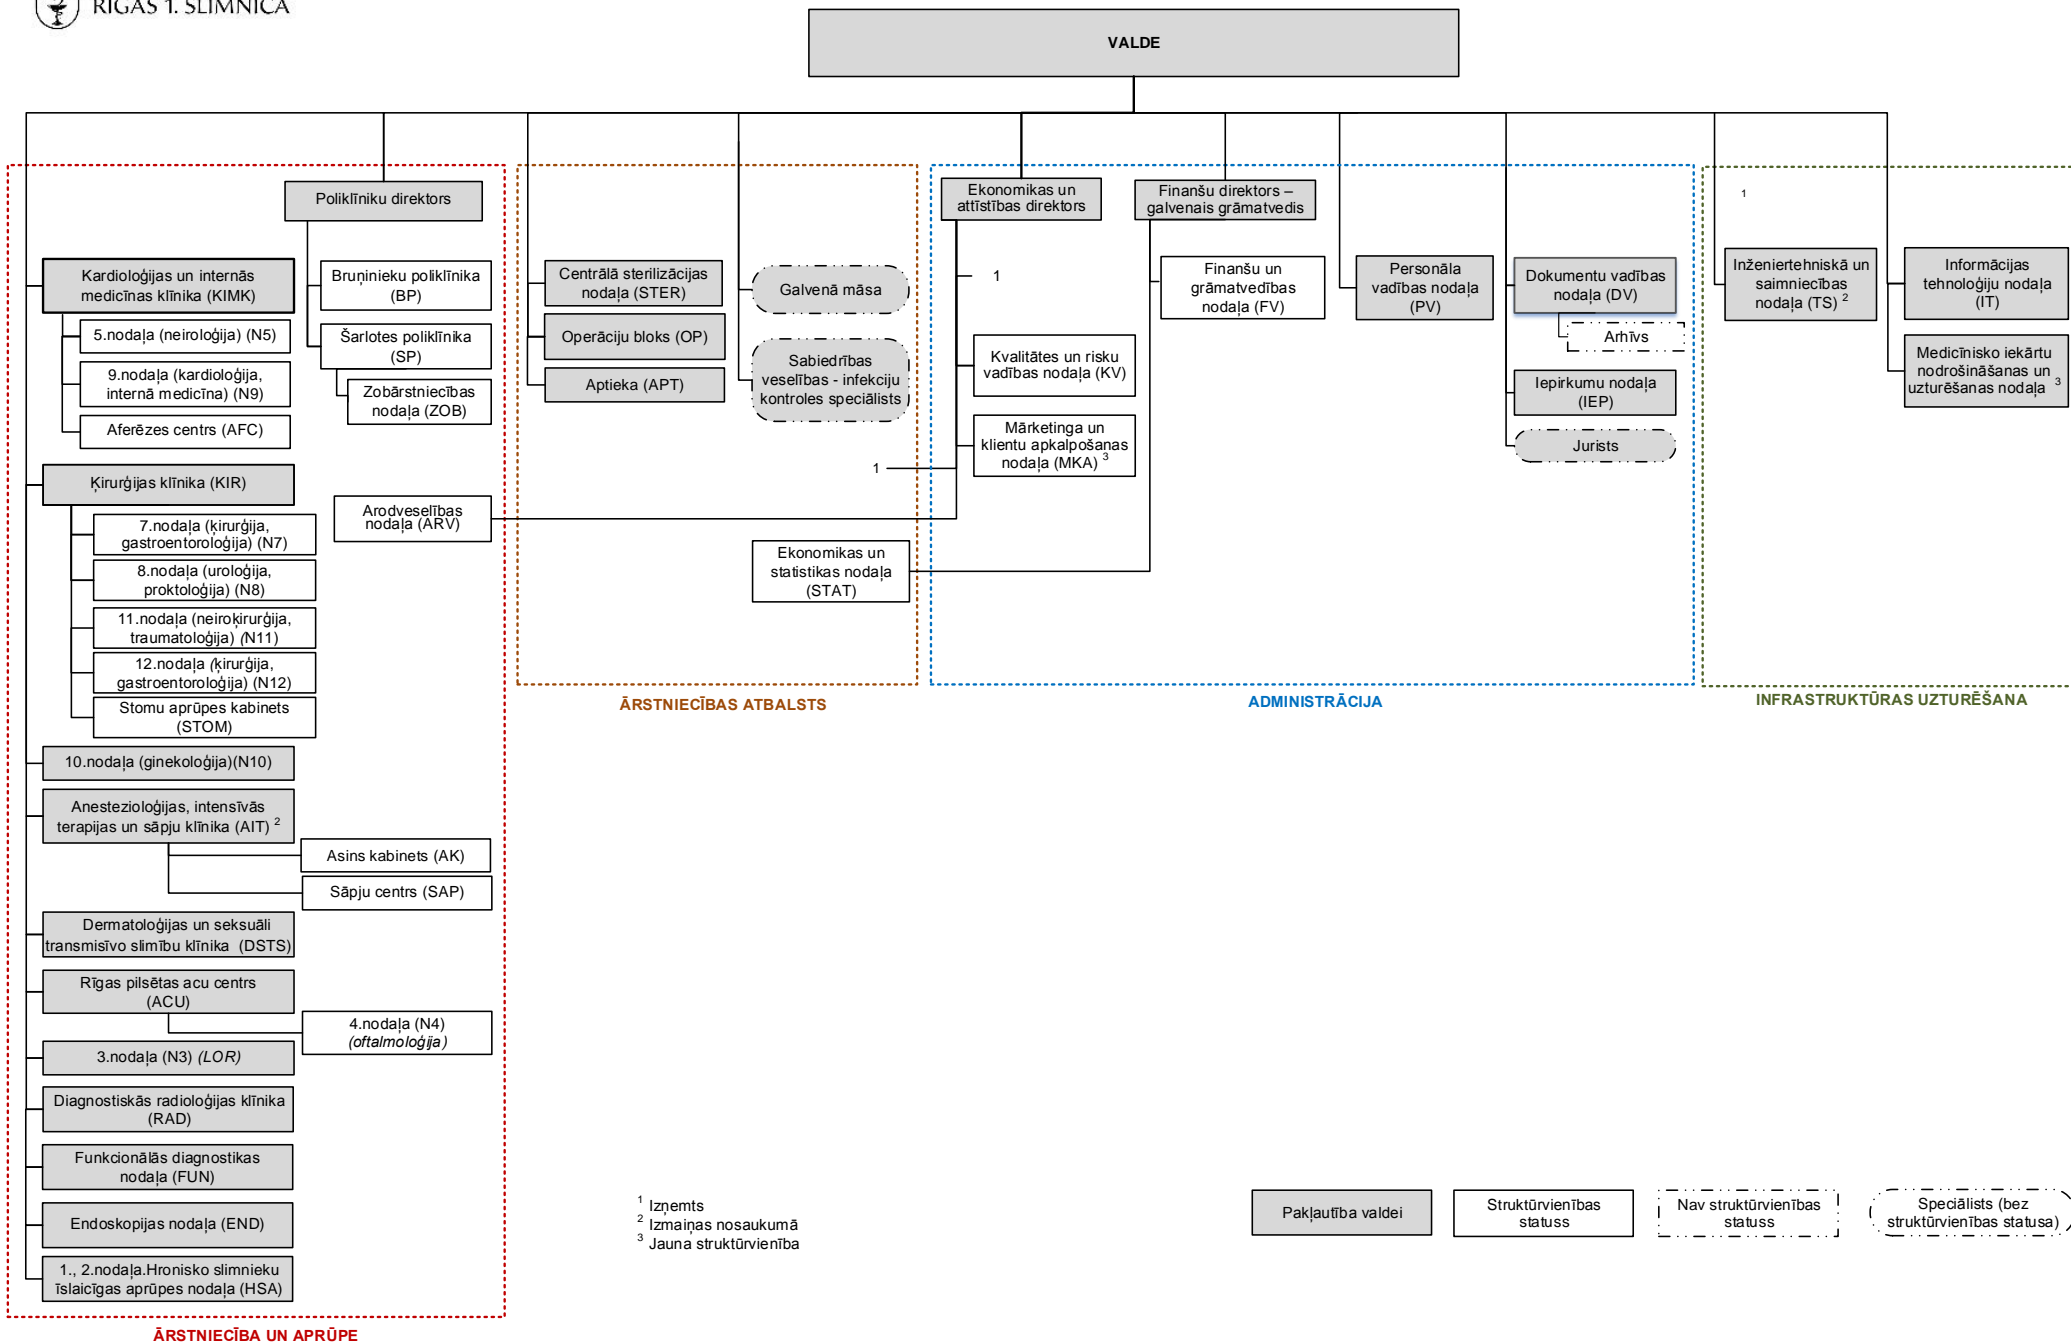 RĪGAS 1. SLIMNĪCA
VALDE
Poliklīniku direktors
Kardioloģijas un internās
medicīnas klīnika (KIMK)
5.nodaļa (neiroloģija) (N5)
9.nodaļa (kardioloģija,
internā medicīna) (N9)
Aferēzes centrs (AFC)
Bruņinieku poliklīnika
(BP)
Šarlotes poliklīnika
(SP)
Zobārstniecības
nodaļa (ZOB)
Ķirurģijas klīnika (KIR)
7.nodaļa (ķirurģija,
gastroentoroloģija) (N7)
8.nodaļa (uroloģija,
proktoloģija) (N8)
11.nodaļa (neiroķirurģija,
traumatoloģija) (N11)
12.nodaļa (ķirurģija,
gastroentoroloģija) (N12)
Stomu aprūpes kabinets
(STOM)
Arodveselības
nodaļa (ARV)
10.nodaļa (ginekoloģija)(N10)
Anestezioloģijas, intensīvās
terapijas un sāpju klīnika (AIT) 2
Asins kabinets (AK)
Sāpju centrs (SAP)
Dermatoloģijas un seksuāli
transmisīvo slimību klīnika (DSTS)
Rīgas pilsētas acu centrs
(ACU)
4.nodaļa (N4)
(oftalmoloģija)
3.nodaļa (N3) (LOR)
Diagnostiskās radioloģijas klīnika
(RAD)
Funkcionālās diagnostikas
nodaļa (FUN)
Endoskopijas nodaļa (END)
1., 2.nodaļa.Hronisko slimnieku
īslaicīgas aprūpes nodaļa (HSA)
ĀRSTNIECĪBA UN APRŪPE
Centrālā sterilizācijas
nodaļa (STER)
Operāciju bloks (OP)
Aptieka (APT)
Galvenā māsa
Sabiedrības
veselības - infekciju
kontroles speciālists
1
Ekonomikas un
statistikas nodaļa
(STAT)
ĀRSTNIECĪBAS ATBALSTS
Ekonomikas un
attīstības direktors
Finanšu direktors –
galvenais grāmatvedis
1
Kvalitātes un risku
vadības nodaļa (KV)
Mārketinga un
klientu apkalpošanas
nodaļa (MKA) 3
Finanšu un
grāmatvedības
nodaļa (FV)
Personāla
vadības nodaļa
(PV)
Dokumentu vadības
nodaļa (DV)
Arhīvs
Iepirkumu nodaļa
(IEP)
Jurists
ADMINISTRĀCIJA
1
Inženiertehniskā un
saimniecības
nodaļa (TS) 2
Informācijas
tehnoloģiju nodaļa
(IT)
Medicīnisko iekārtu
nodrošināšanas un
uzturēšanas nodaļa 3
INFRASTRUKTŪRAS UZTURĒŠANA
1 Izņemts
2 Izmaiņas nosaukumā
3 Jauna struktūrvienība
Pakļautība valdei
Struktūrvienības
statuss
Nav struktūrvienības
statuss
Speciālists (bez
struktūrvienības statusa)